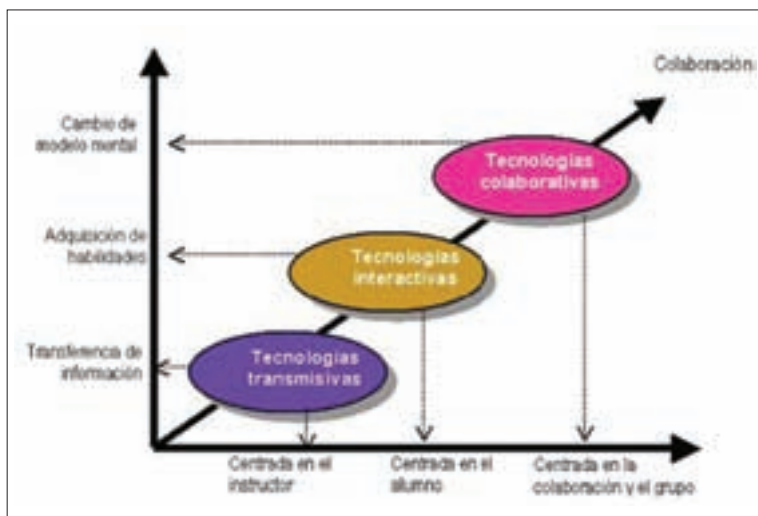 Colaboración
Cambio de
modelo mental
Tecnologías
colaborativas
Adquisición de
habilidades
Tecnologías
interactivas
Transferencia de
información
Tecnologías
transmisivas
Centrada en el
instructor
Centrada en el
alumno
Centrada en la
colaboración y el grupo